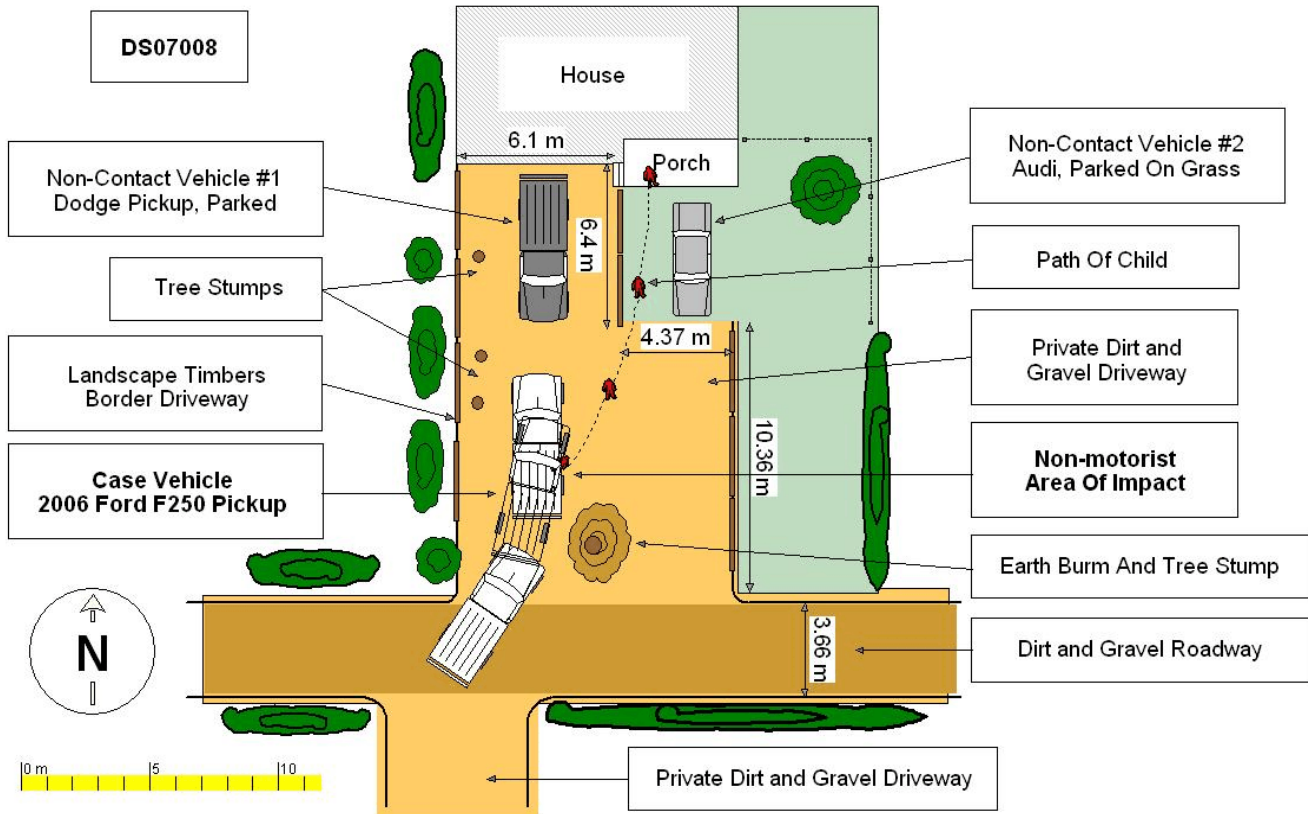 DS07008
House
6.1 m
Porch
Non-Contact Vehicle #1
Dodge Pickup, Parked
Non-Contact Vehicle #2
Audi, Parked On Grass
6.4 m
Tree Stumps
Path Of Child
4.37 m
Landscape Timbers
Border Driveway
Private Dirt and
Gravel Driveway
10.36 m
Case Vehicle
2006 Ford F250 Pickup
Non-motorist
Area Of Impact
Earth Burm And Tree Stump
N
3.66 m
Dirt and Gravel Roadway
0 m
5
10
Private Dirt and Gravel Driveway